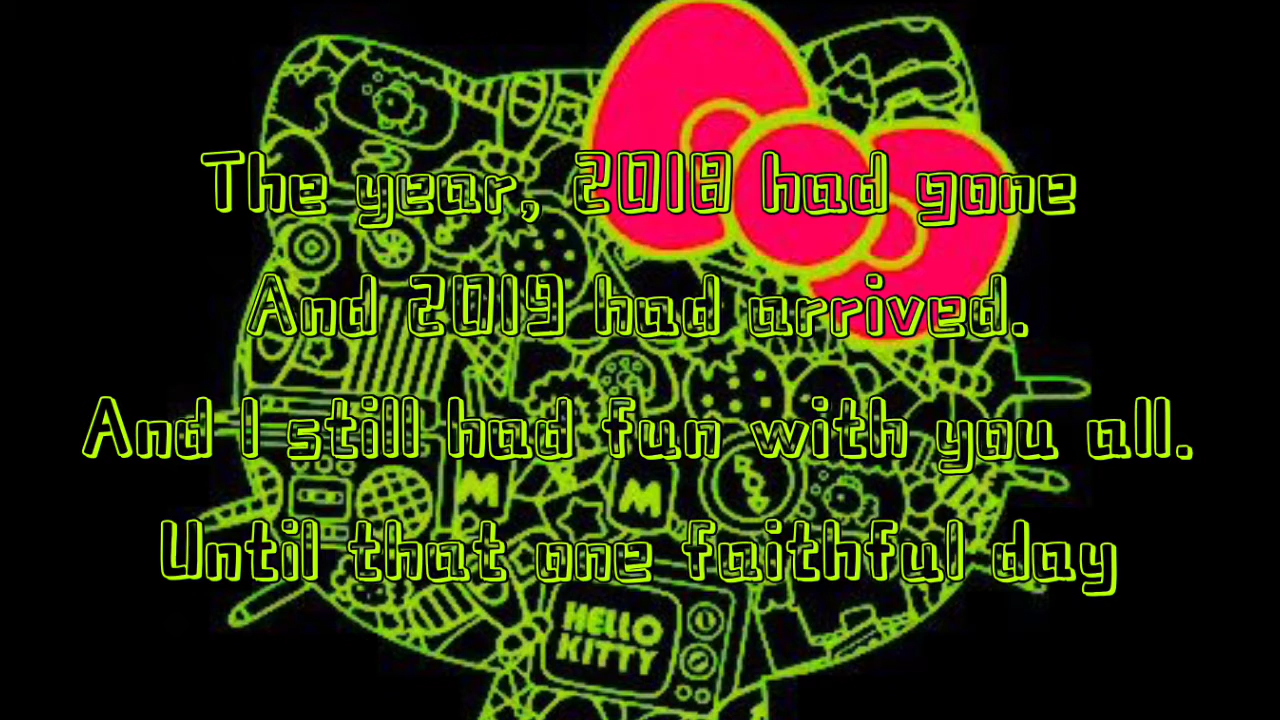 The year, 2018 had gone
And 2019 had arrived.
And I still had fun with you all.
Until that one faithful day
M
M
HELLO
KITTY